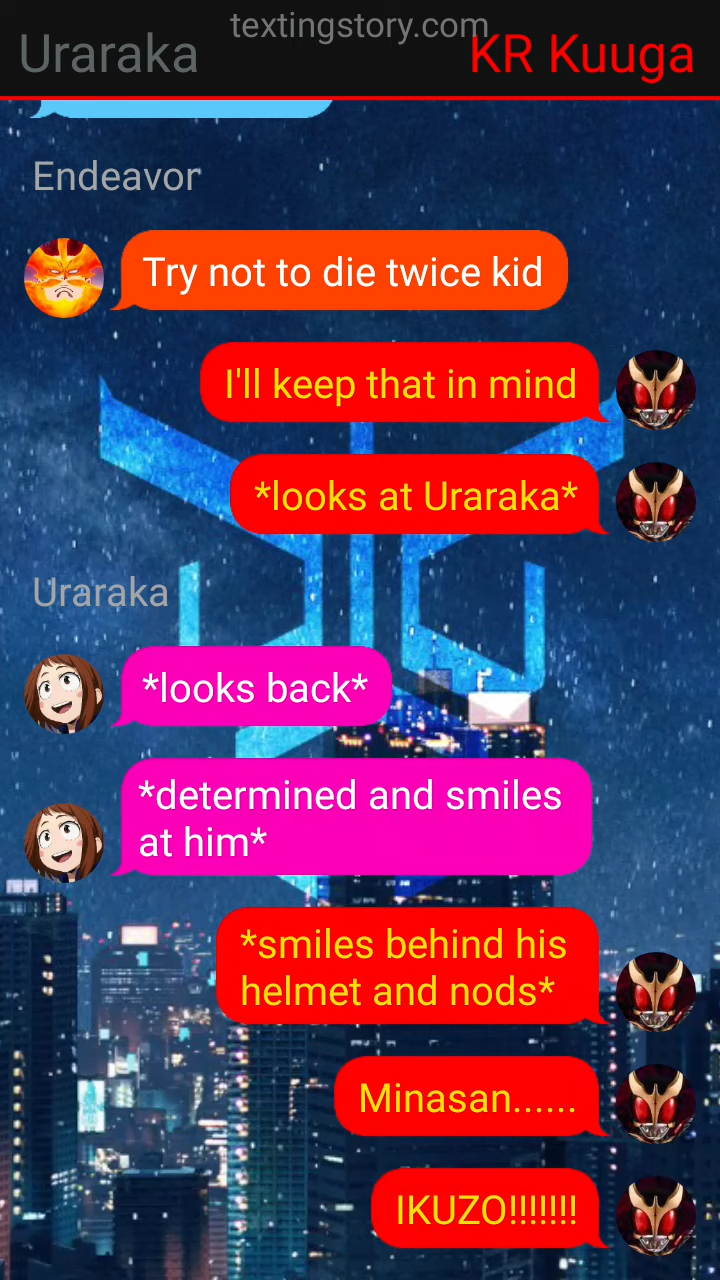 textingstory.com
Uraraka
KR Kuuga
Endeavor
Try not to die twice kid
I'll keep that in mind
*looks at Uraraka*
Uraraka
*looks back*
*determined and smiles
at him*
*smiles behind his
helmet and nods*
Minasan......
IKUZO!!!!!!!